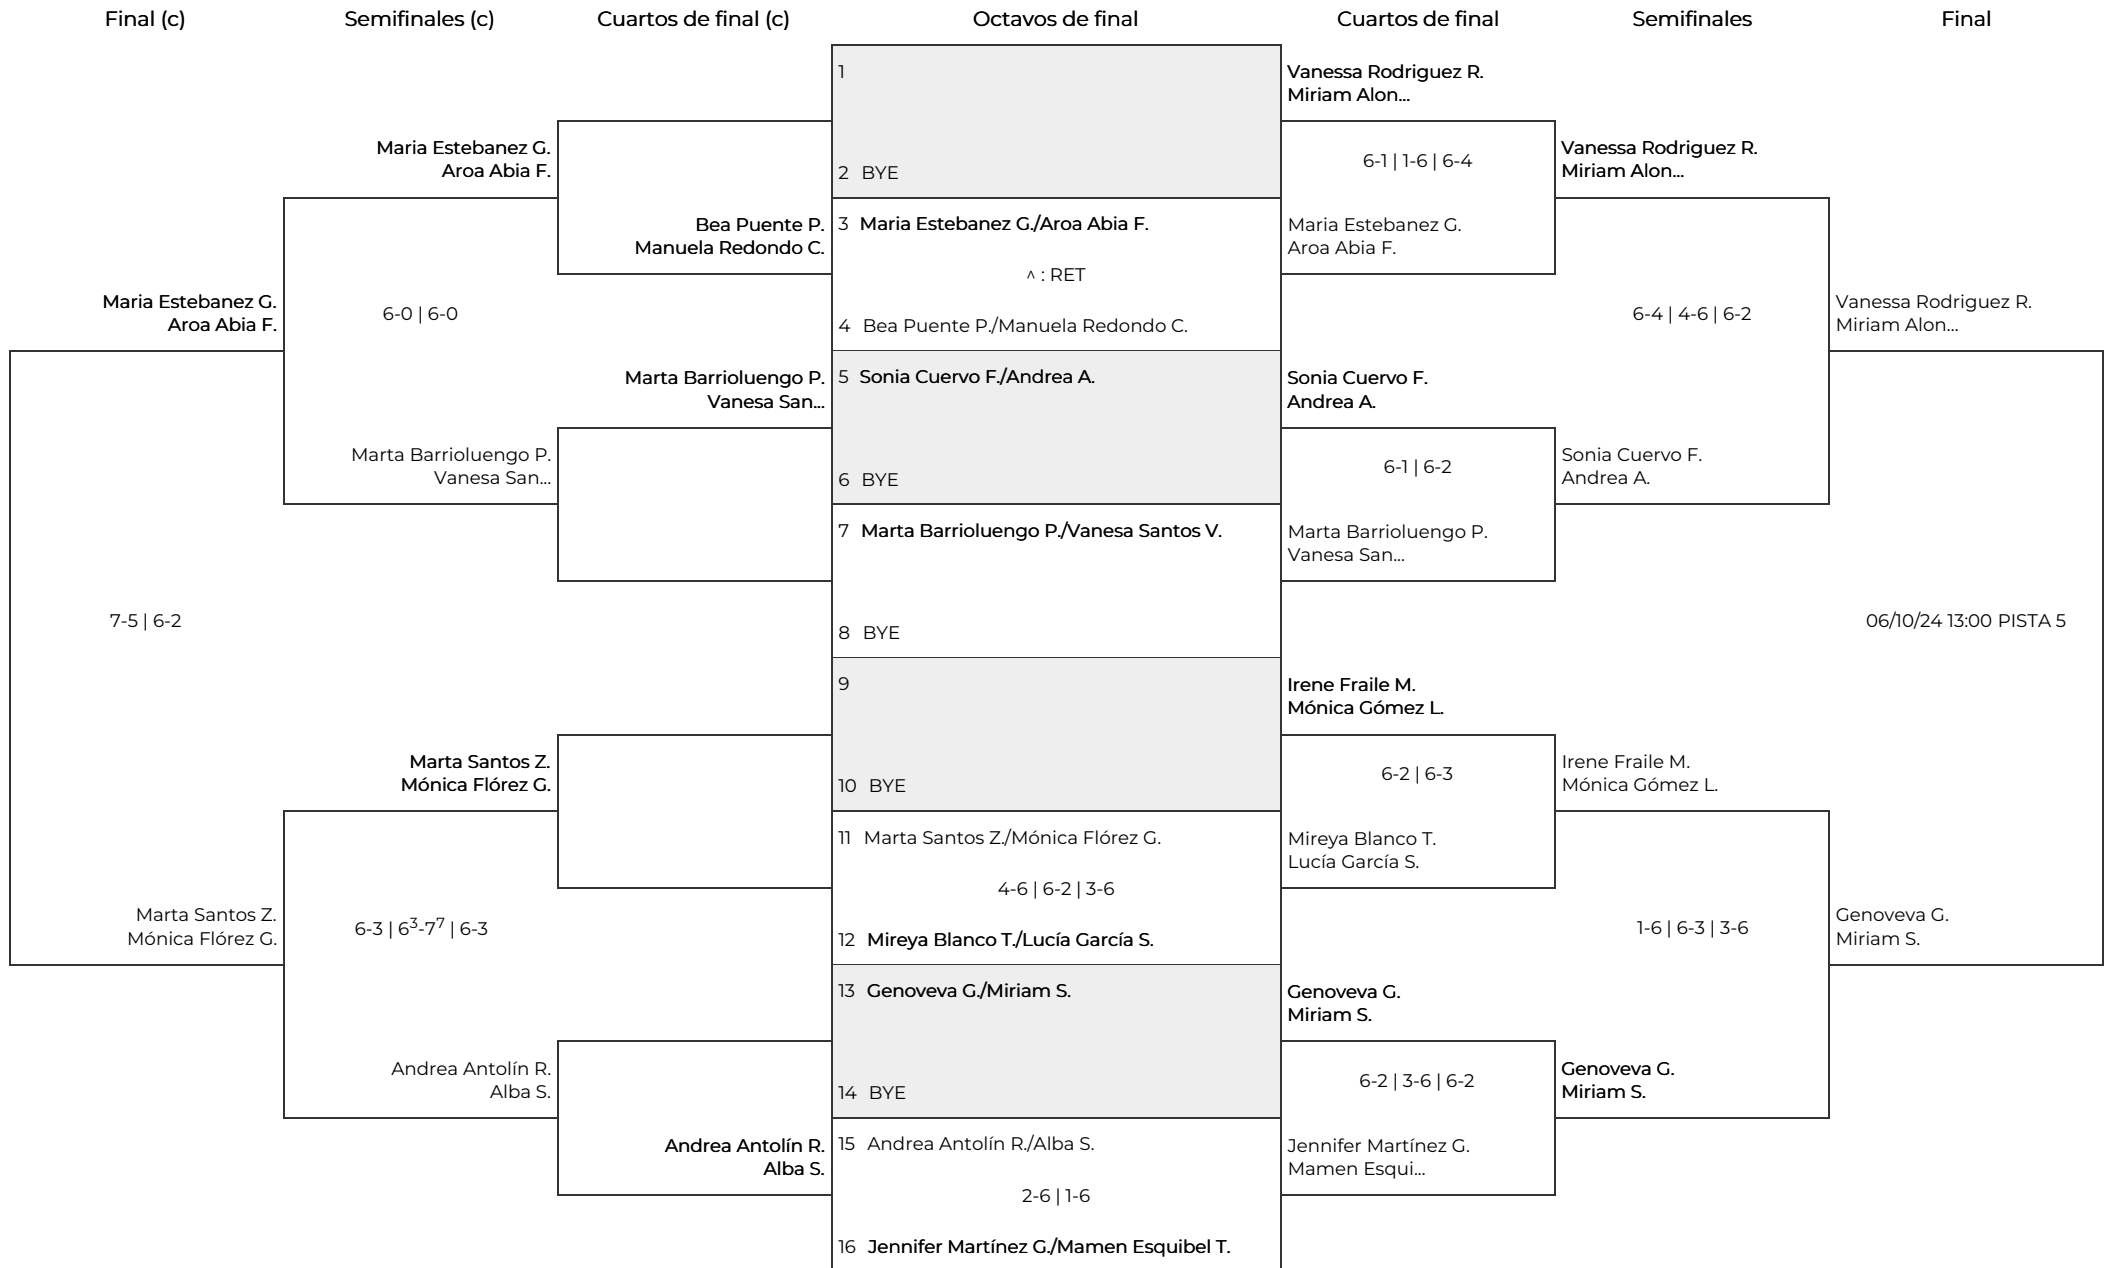 Final (c)
Semifinales (c)
Cuartos de final (c)
Octavos de final
Cuartos de final
Semifinales
Final
Maria Estebanez G.
Aroa Abia F.
7-5 | 6-2
Marta Santos Z.
Mónica Flórez G.
Maria Estebanez G.
Aroa Abia F.
6-0 | 6-0
Marta Barrioluengo P.
Vanesa San...
Marta Santos Z.
Mónica Flórez G.
6-3 | 6³-7⁷ | 6-3
Andrea Antolín R.
Alba S.
Bea Puente P.
Manuela Redondo C.
Marta Barrioluengo P.
Vanesa San...
Andrea Antolín R.
Alba S.
1
2 BYE
3 Maria Estebanez G./Aroa Abia F.
^ : RET
4 Bea Puente P./Manuela Redondo C.
5 Sonia Cuervo F./Andrea A.
6 BYE
7 Marta Barrioluengo P./Vanesa Santos V.
8 BYE
9
10 BYE
11 Marta Santos Z./Mónica Flórez G.
4-6 | 6-2 | 3-6
12 Mireya Blanco T./Lucía García S.
13 Genoveva G./Miriam S.
14 BYE
15 Andrea Antolín R./Alba S.
2-6 | 1-6
16 Jennifer Martínez G./Mamen Esquibel T.
Vanessa Rodriguez R.
Miriam Alon...
6-1 | 1-6 | 6-4
Maria Estebanez G.
Aroa Abia F.
Sonia Cuervo F.
Andrea A.
6-1 | 6-2
Marta Barrioluengo P.
Vanesa San...
Irene Fraile M.
Mónica Gómez L.
6-2 | 6-3
Mireya Blanco T.
Lucía García S.
Genoveva G.
Miriam S.
6-2 | 3-6 | 6-2
Jennifer Martínez G.
Mamen Esqui...
Vanessa Rodriguez R.
Miriam Alon...
6-4 | 4-6 | 6-2
Sonia Cuervo F.
Andrea A.
Irene Fraile M.
Mónica Gómez L.
1-6 | 6-3 | 3-6
Genoveva G.
Miriam S.
Vanessa Rodriguez R.
Miriam Alon...
06/10/24 13:00 PISTA 5
Genoveva G.
Miriam S.